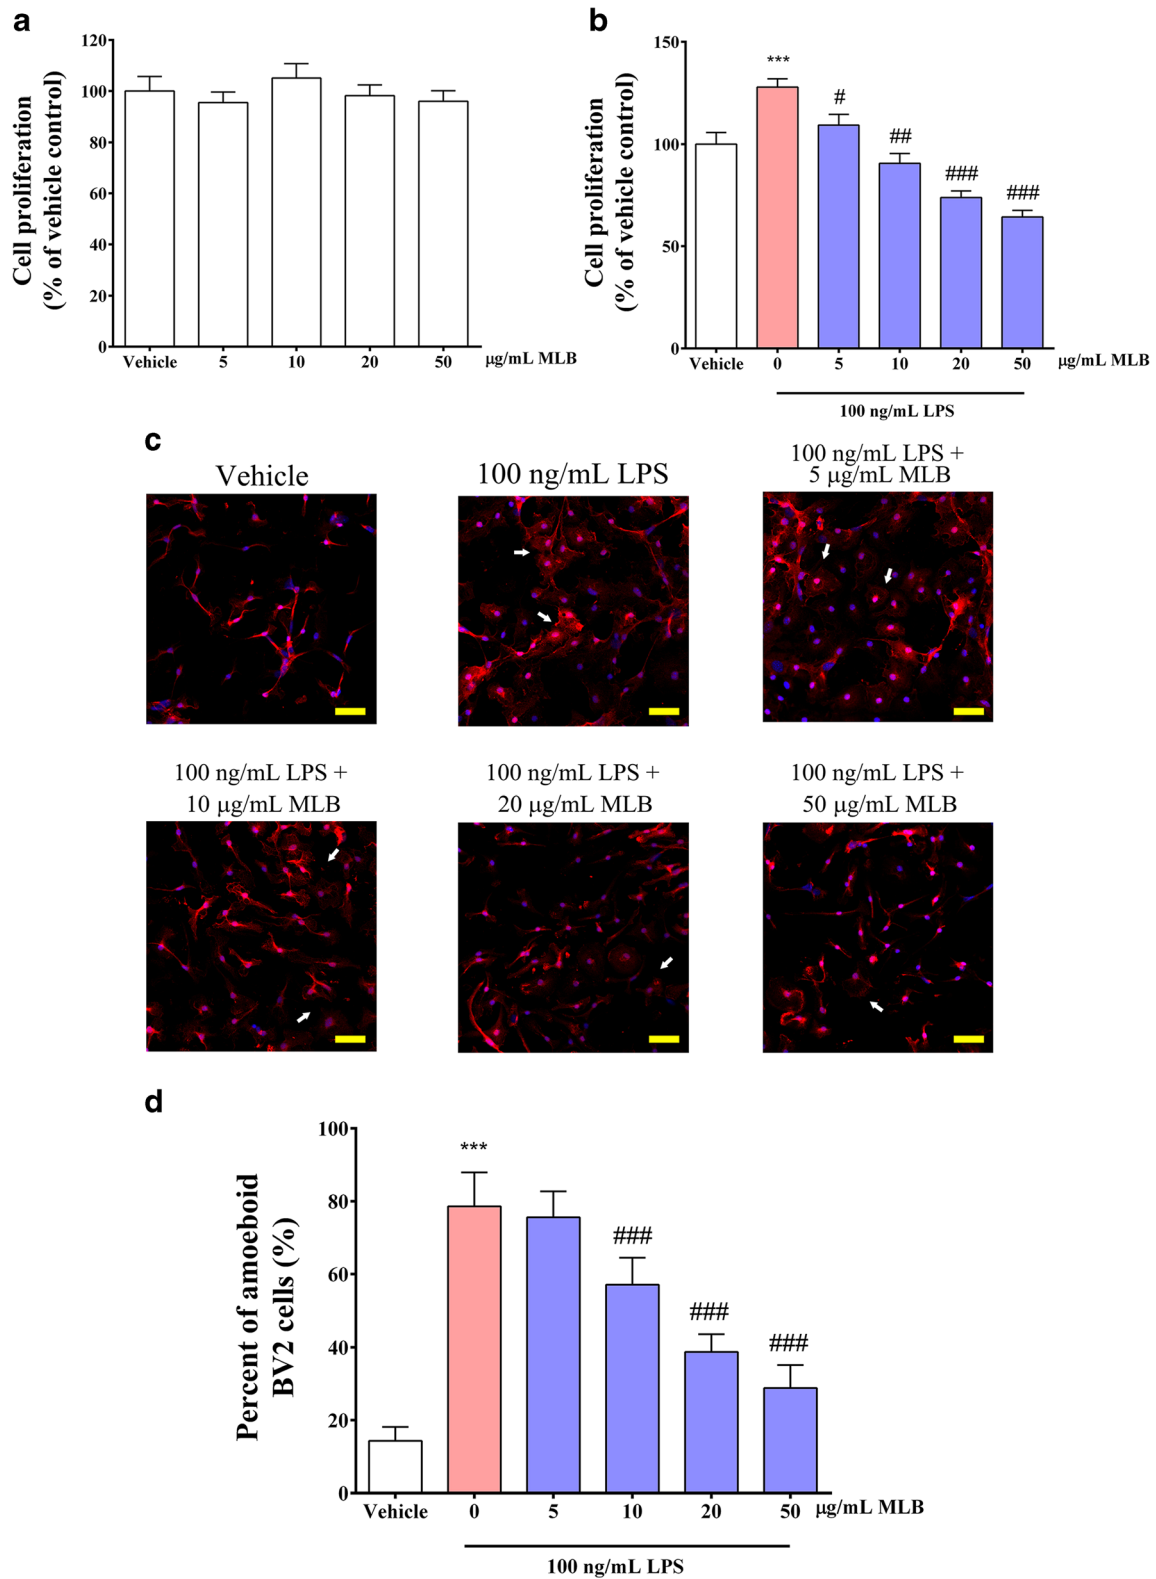 a
120
100
80
60
40
20
0
Cell proliferation
(% of vehicle control)
Vehicle 5 10 20 50 μg/mL MLB
b
150
100
50
0
Cell proliferation
(% of vehicle control)
***
#
##
###
###
Vehicle 0 5 10 20 50 μg/mL MLB
100 ng/mL LPS
c
Vehicle
100 ng/mL LPS
100 ng/mL LPS +
5 μg/mL MLB
100 ng/mL LPS +
10 μg/mL MLB
100 ng/mL LPS +
20 μg/mL MLB
100 ng/mL LPS +
50 μg/mL MLB
d
100
80
60
40
20
0
Percent of amoeboid
BV2 cells (%)
***
###
###
###
Vehicle 0 5 10 20 50 μg/mL MLB
100 ng/mL LPS